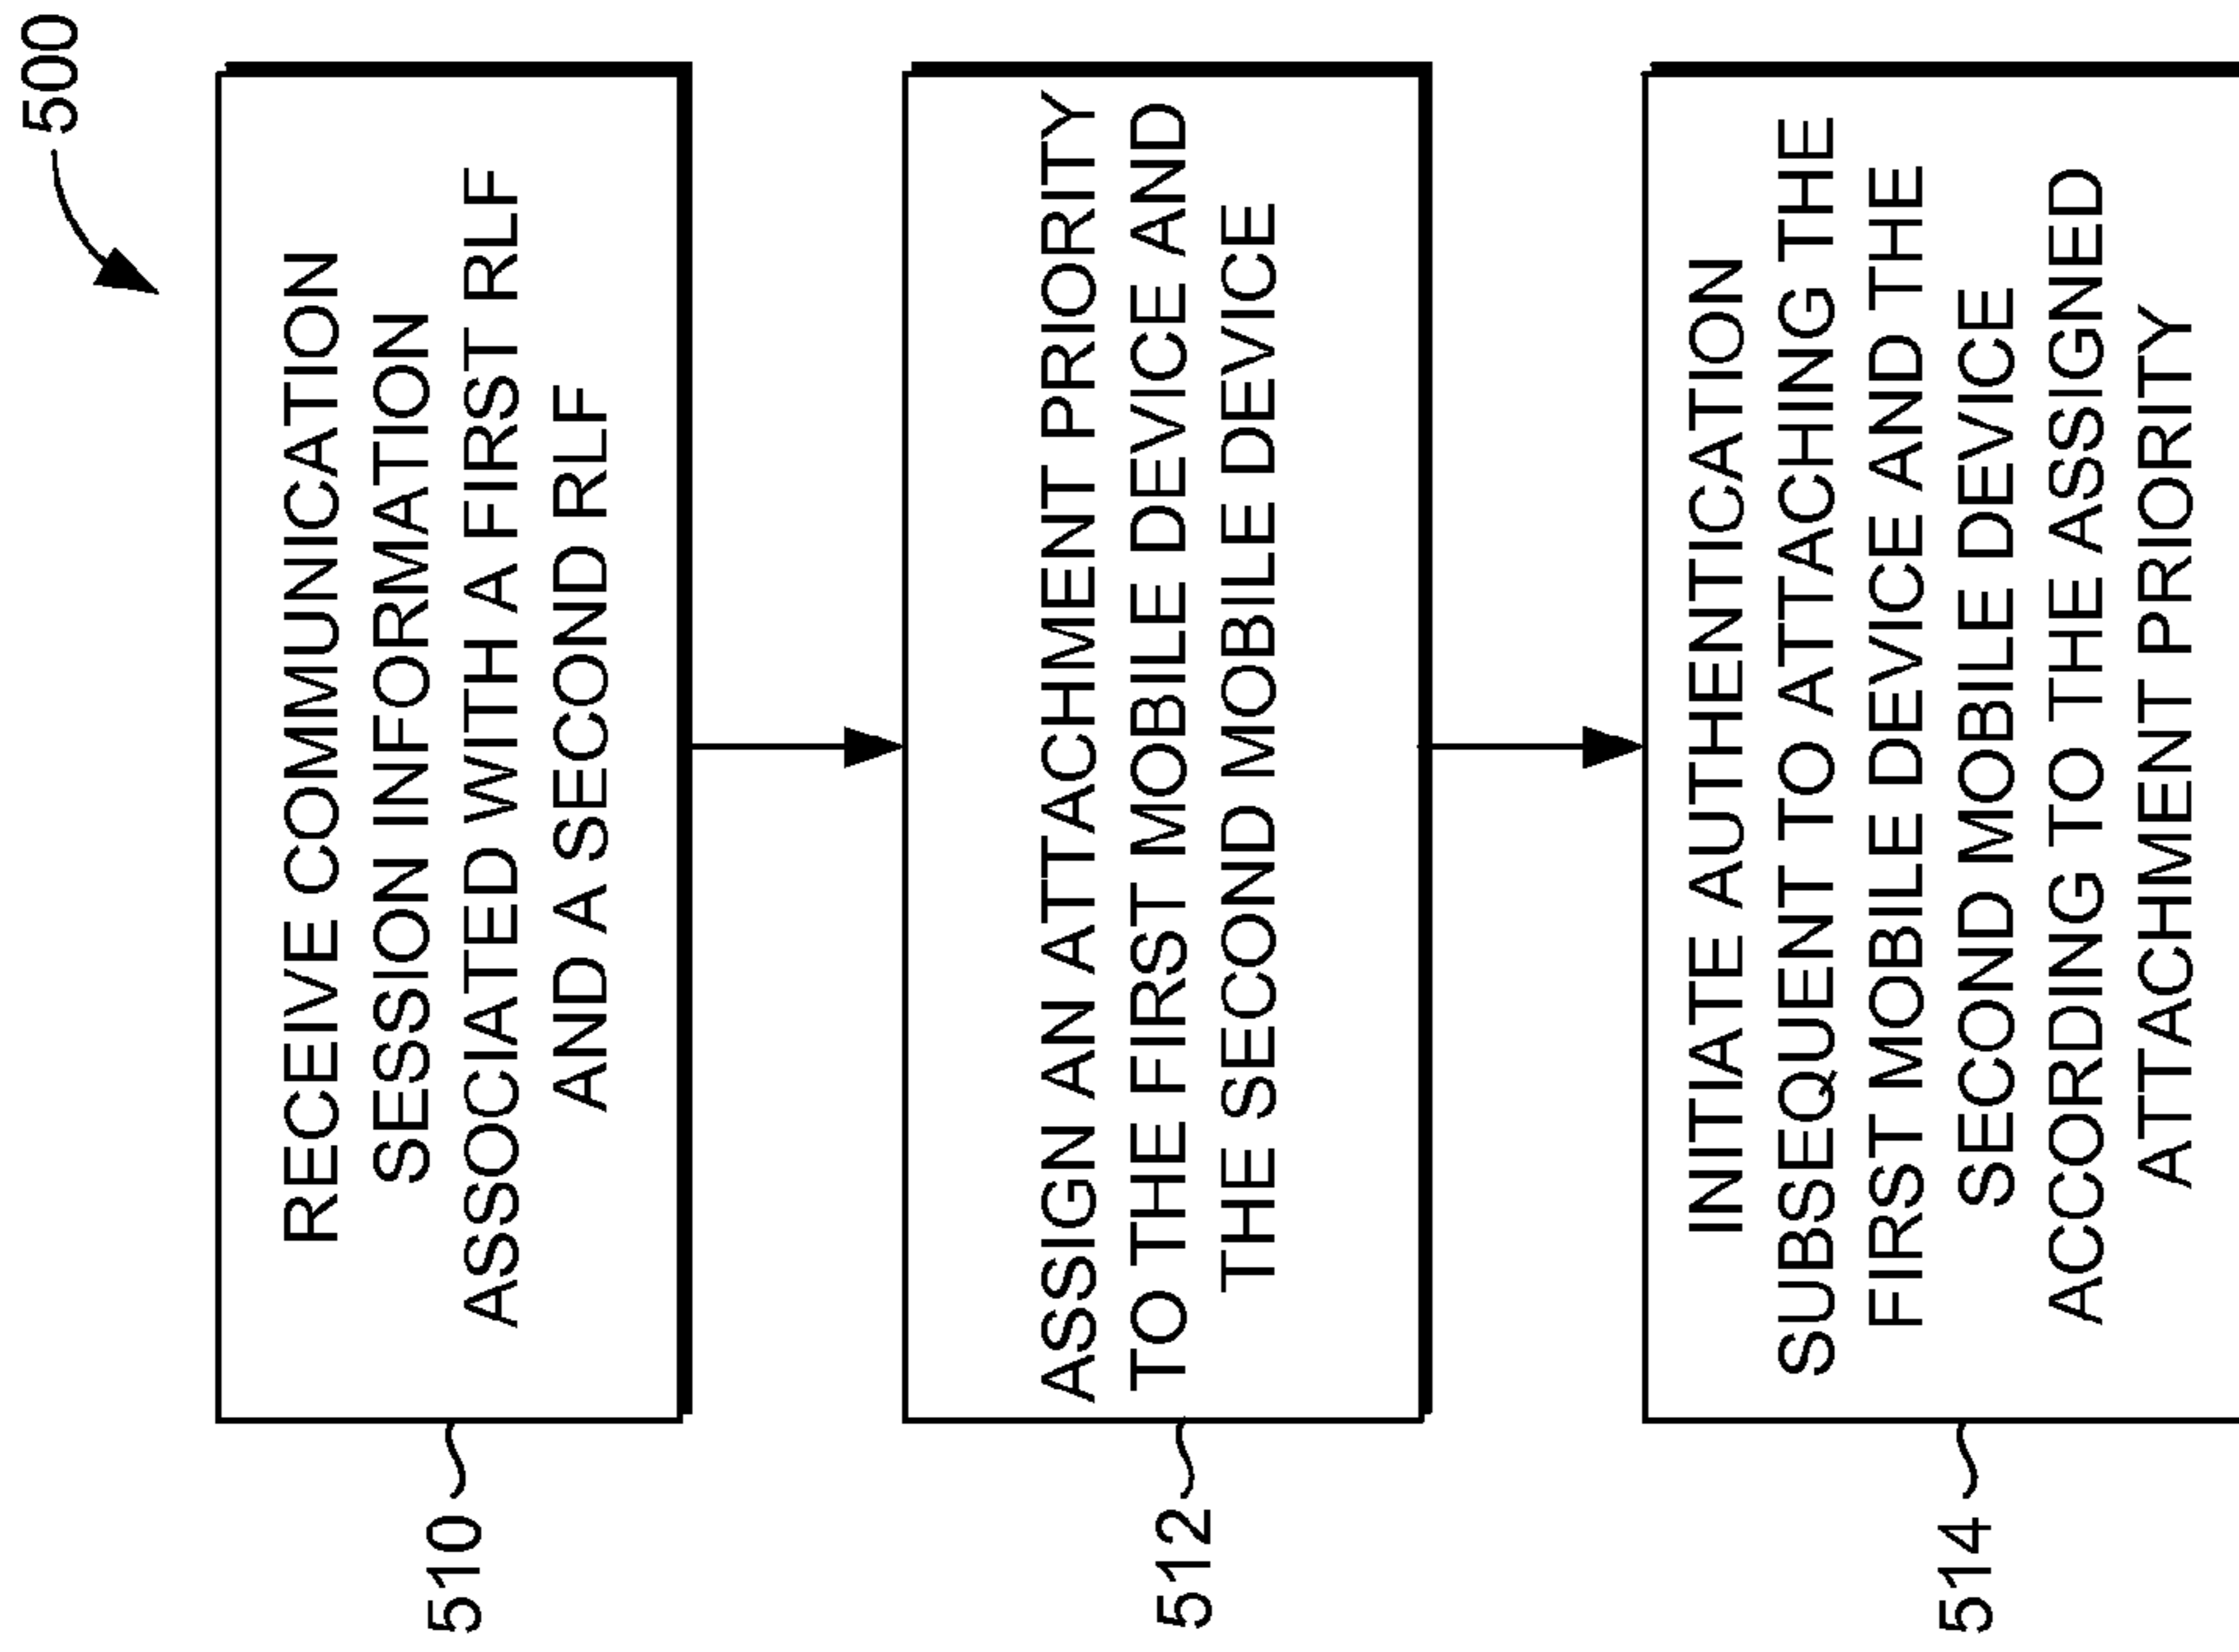 500
RECEIVE COMMUNICATION
SESSION INFORMATION
ASSOCIATED WITH A FIRST RLF
AND A SECOND RLF
510
ASSIGN AN ATTACHMENT PRIORITY
TO THE FIRST MOBILE DEVICE AND
THE SECOND MOBILE DEVICE
512
INITIATE AUTHENTICATION
SUBSEQUENT TO ATTACHING THE
FIRST MOBILE DEVICE AND THE
SECOND MOBILE DEVICE
ACCORDING TO THE ASSIGNED
ATTACHMENT PRIORITY
514